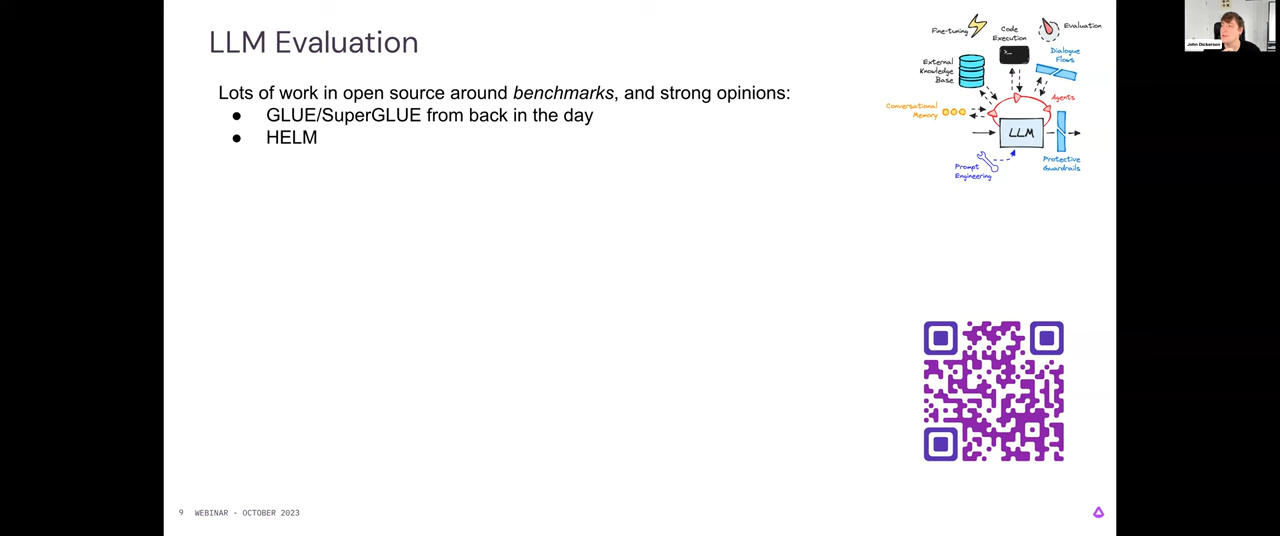 LLM Evaluation
Lots of work in open source around benchmarks, and strong opinions:
● GLUE/SuperGLUE from back in the day
● HELM
Fine-tuning
Code
Execution
Evaluation
External
Knowledge
Base
Dialogue
Flows
Conversational
Memory
Agents
LLM
Prompt
Engineering
Protective
Guardrails
John Dickerson
9 WEBINAR - OCTOBER 2023